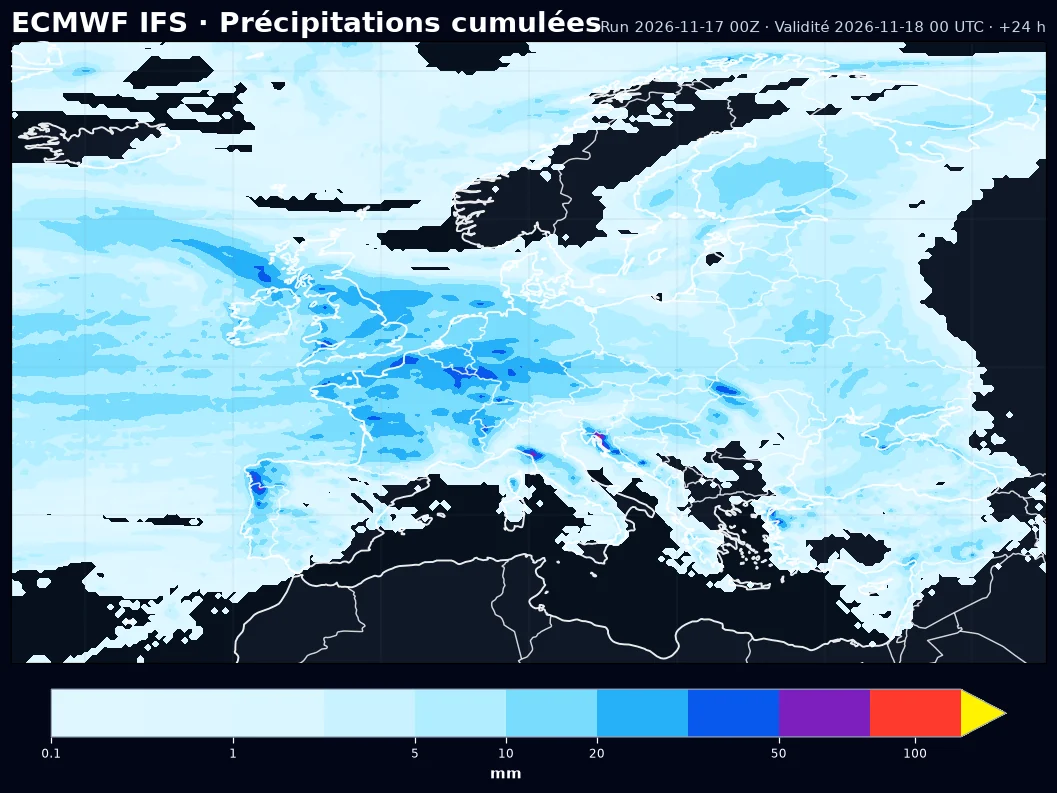 ECMWF IFS · Précipitations cumulées
Run 2026-11-17 00Z · Validité 2026-11-18 00 UTC · +24 h
0.1 1 5 10 20 50 100
mm